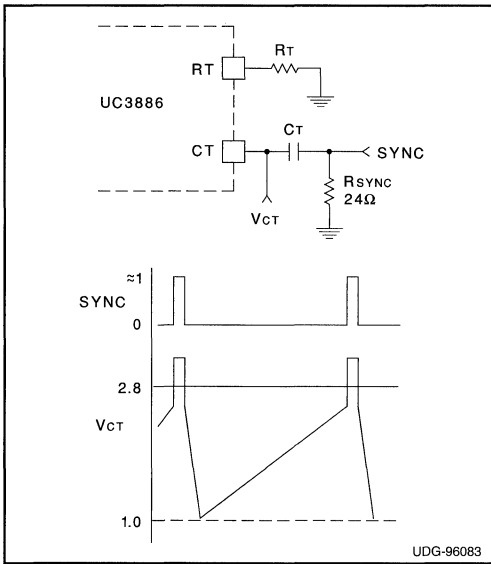 RT
RT
UC3886
CT
CT
SYNC
RSYNC
24Ω
VCT
≈1
SYNC
0
2.8
VCT
1.0
UDG-96083